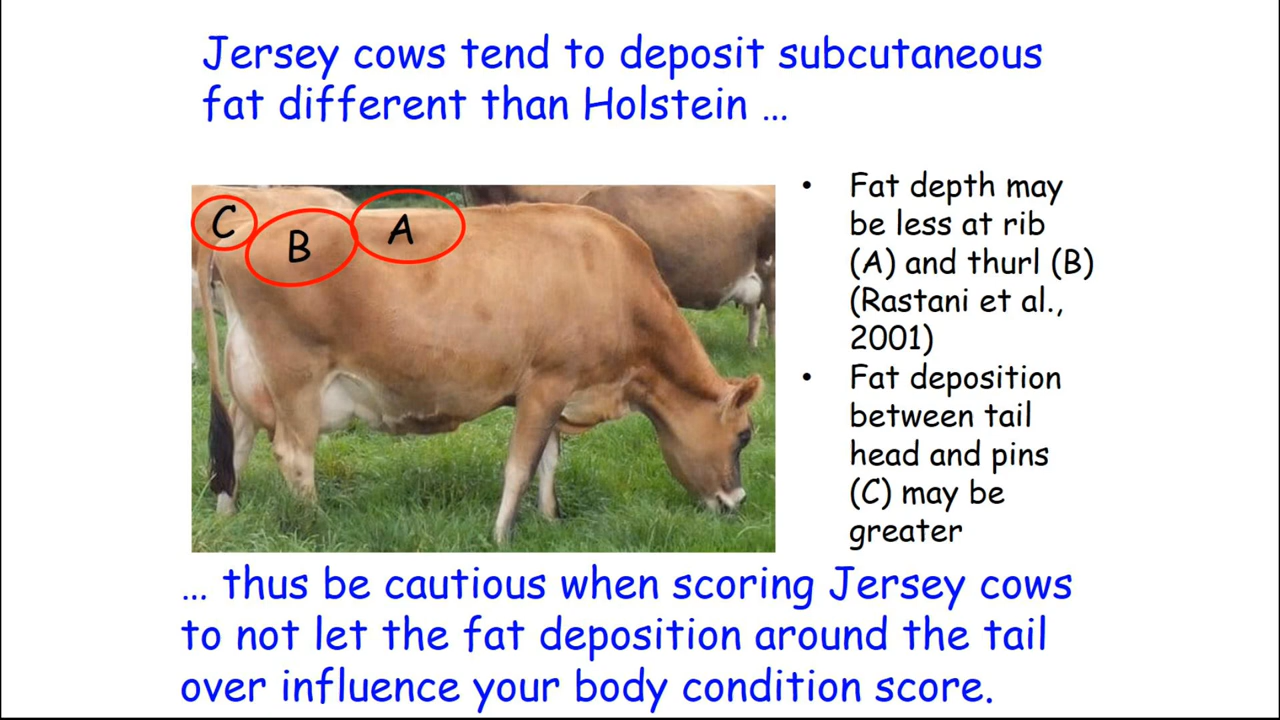 Jersey cows tend to deposit subcutaneous
fat different than Holstein ...
C
B
A
• Fat depth may
be less at rib
(A) and thurl (B)
(Rastani et al.,
2001)
• Fat deposition
between tail
head and pins
(C) may be
greater
... thus be cautious when scoring Jersey cows
to not let the fat deposition around the tail
over influence your body condition score.